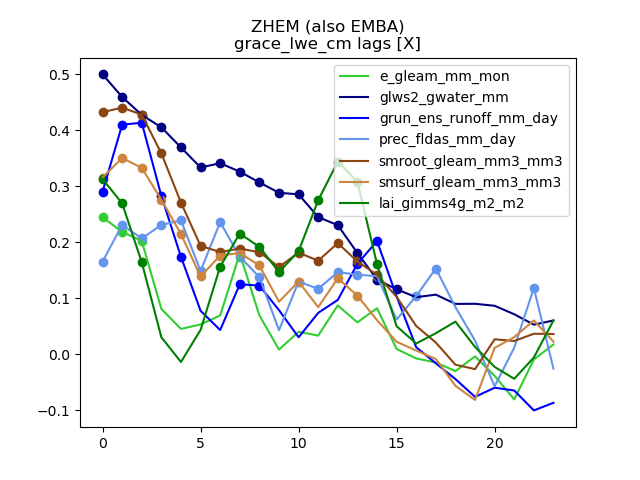 ZHEM (also EMBA)
grace_lwe_cm lags [X]
e_gleam_mm_mon
glws2_gwater_mm
grun_ens_runoff_mm_day
prec_fldas_mm_day
smroot_gleam_mm3_mm3
smsurf_gleam_mm3_mm3
lai_gimms4g_m2_m2
0.5
0.4
0.3
0.2
0.1
0.0
−0.1
0 5 10 15 20